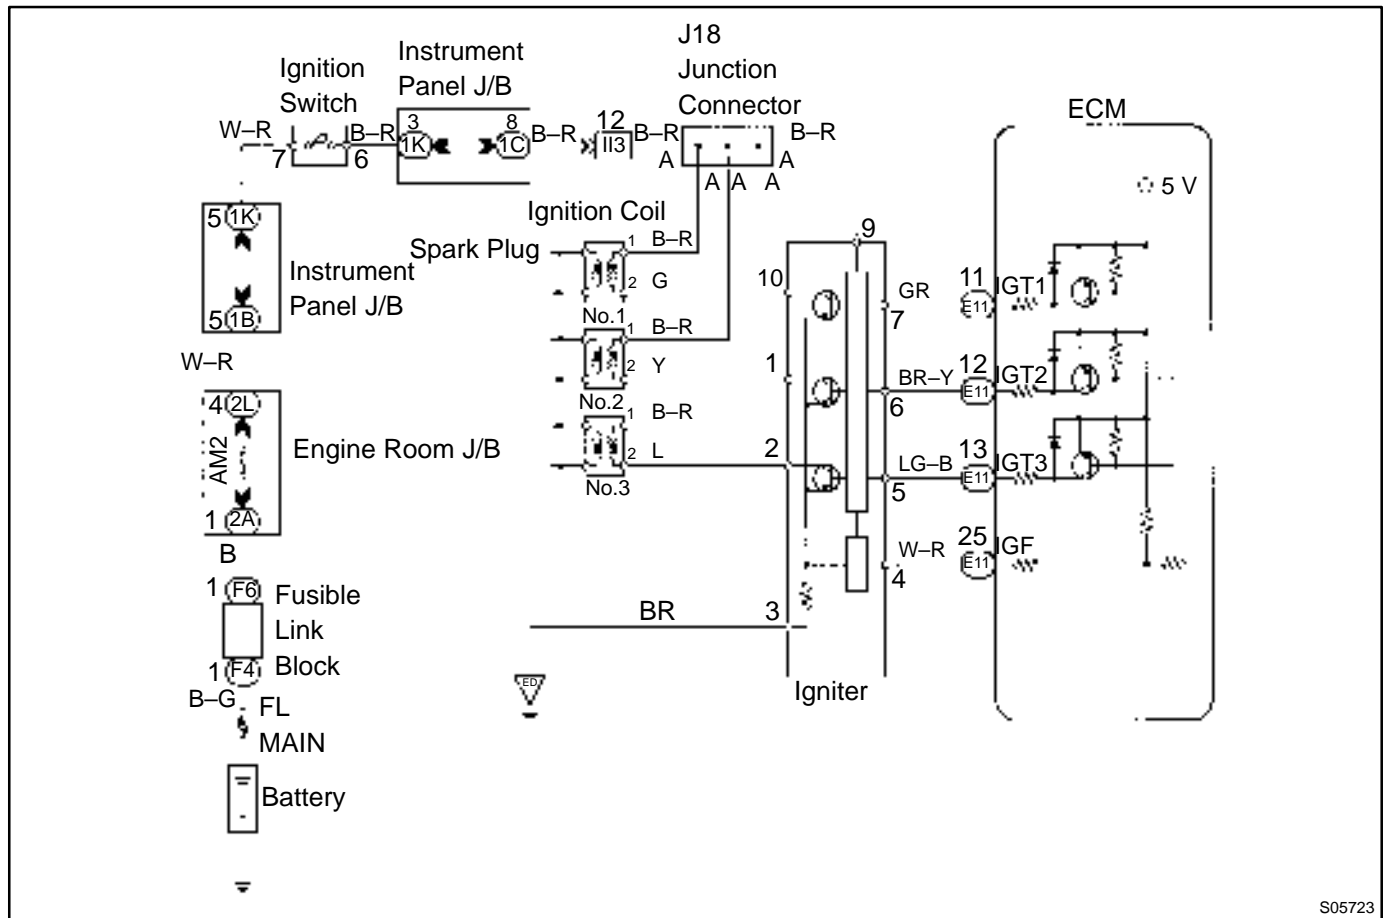 J18
Junction
Connector
Instrument
Panel J/B
Ignition
Switch
ECM
W–R
7
6
B–R
3
1K
8
1C
B–R
12
II3
B–R
A
A
A
A
A
B–R
5 V
5
1K
Instrument
Panel J/B
5
1B
W–R
4
2L
AM2
Engine Room J/B
1
2A
B
1
F6
Fusible
Link
Block
1
F4
B–G
FL
MAIN
Battery
Ignition Coil
Spark Plug
1
B–R
2
G
No.1
1
B–R
2
Y
No.2
1
B–R
2
L
No.3
9
10
1
2
3
BR
ED
GR
7
BR–Y
6
LG–B
5
W–R
4
Igniter
11
E11
IGT1
12
E11
IGT2
13
E11
IGT3
25
E11
IGF
S05723